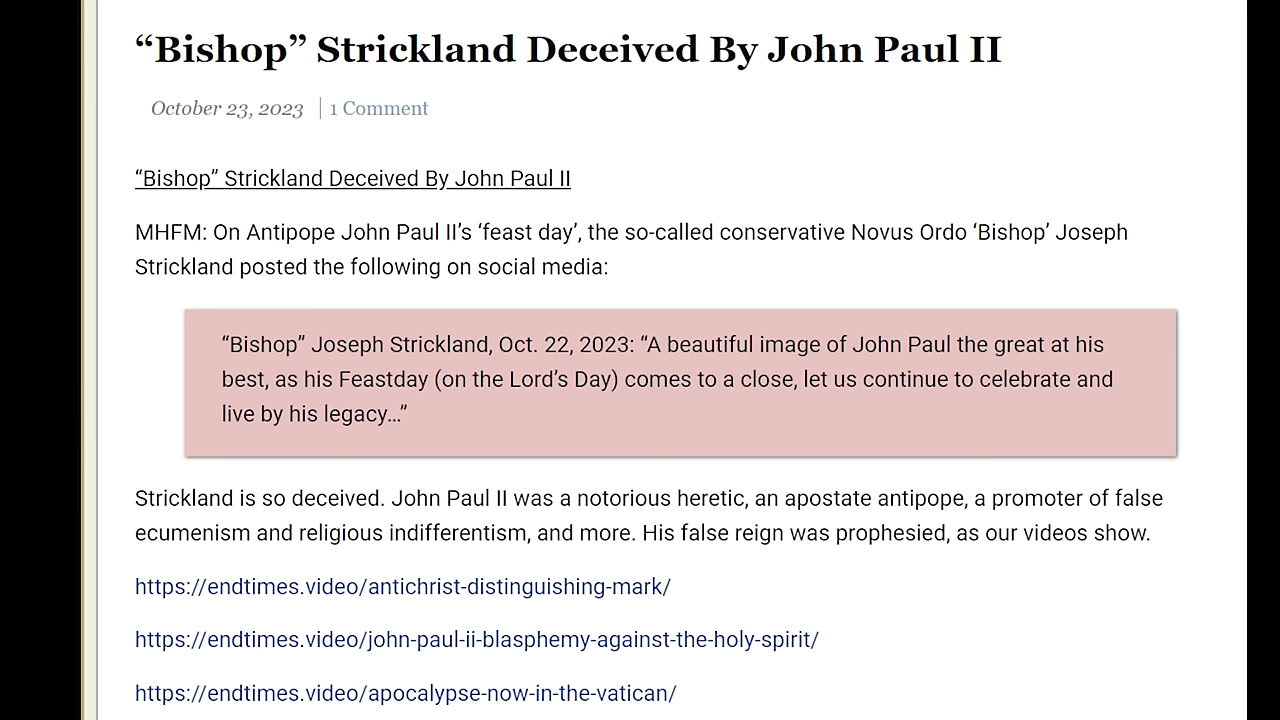 “Bishop” Strickland Deceived By John Paul II
October 23, 2023 | 1 Comment
“Bishop” Strickland Deceived By John Paul II
MHFM: On Antipope John Paul II’s ‘feast day’, the so-called conservative Novus Ordo ‘Bishop’ Joseph
Strickland posted the following on social media:
“Bishop” Joseph Strickland, Oct. 22, 2023: “A beautiful image of John Paul the great at his
best, as his Feastday (on the Lord’s Day) comes to a close, let us continue to celebrate and
live by his legacy…”
Strickland is so deceived. John Paul II was a notorious heretic, an apostate antipope, a promoter of false
ecumenism and religious indifferentism, and more. His false reign was prophesied, as our videos show.
https://endtimes.video/antichrist-distinguishing-mark/
https://endtimes.video/john-paul-ii-blasphemy-against-the-holy-spirit/
https://endtimes.video/apocalypse-now-in-the-vatican/